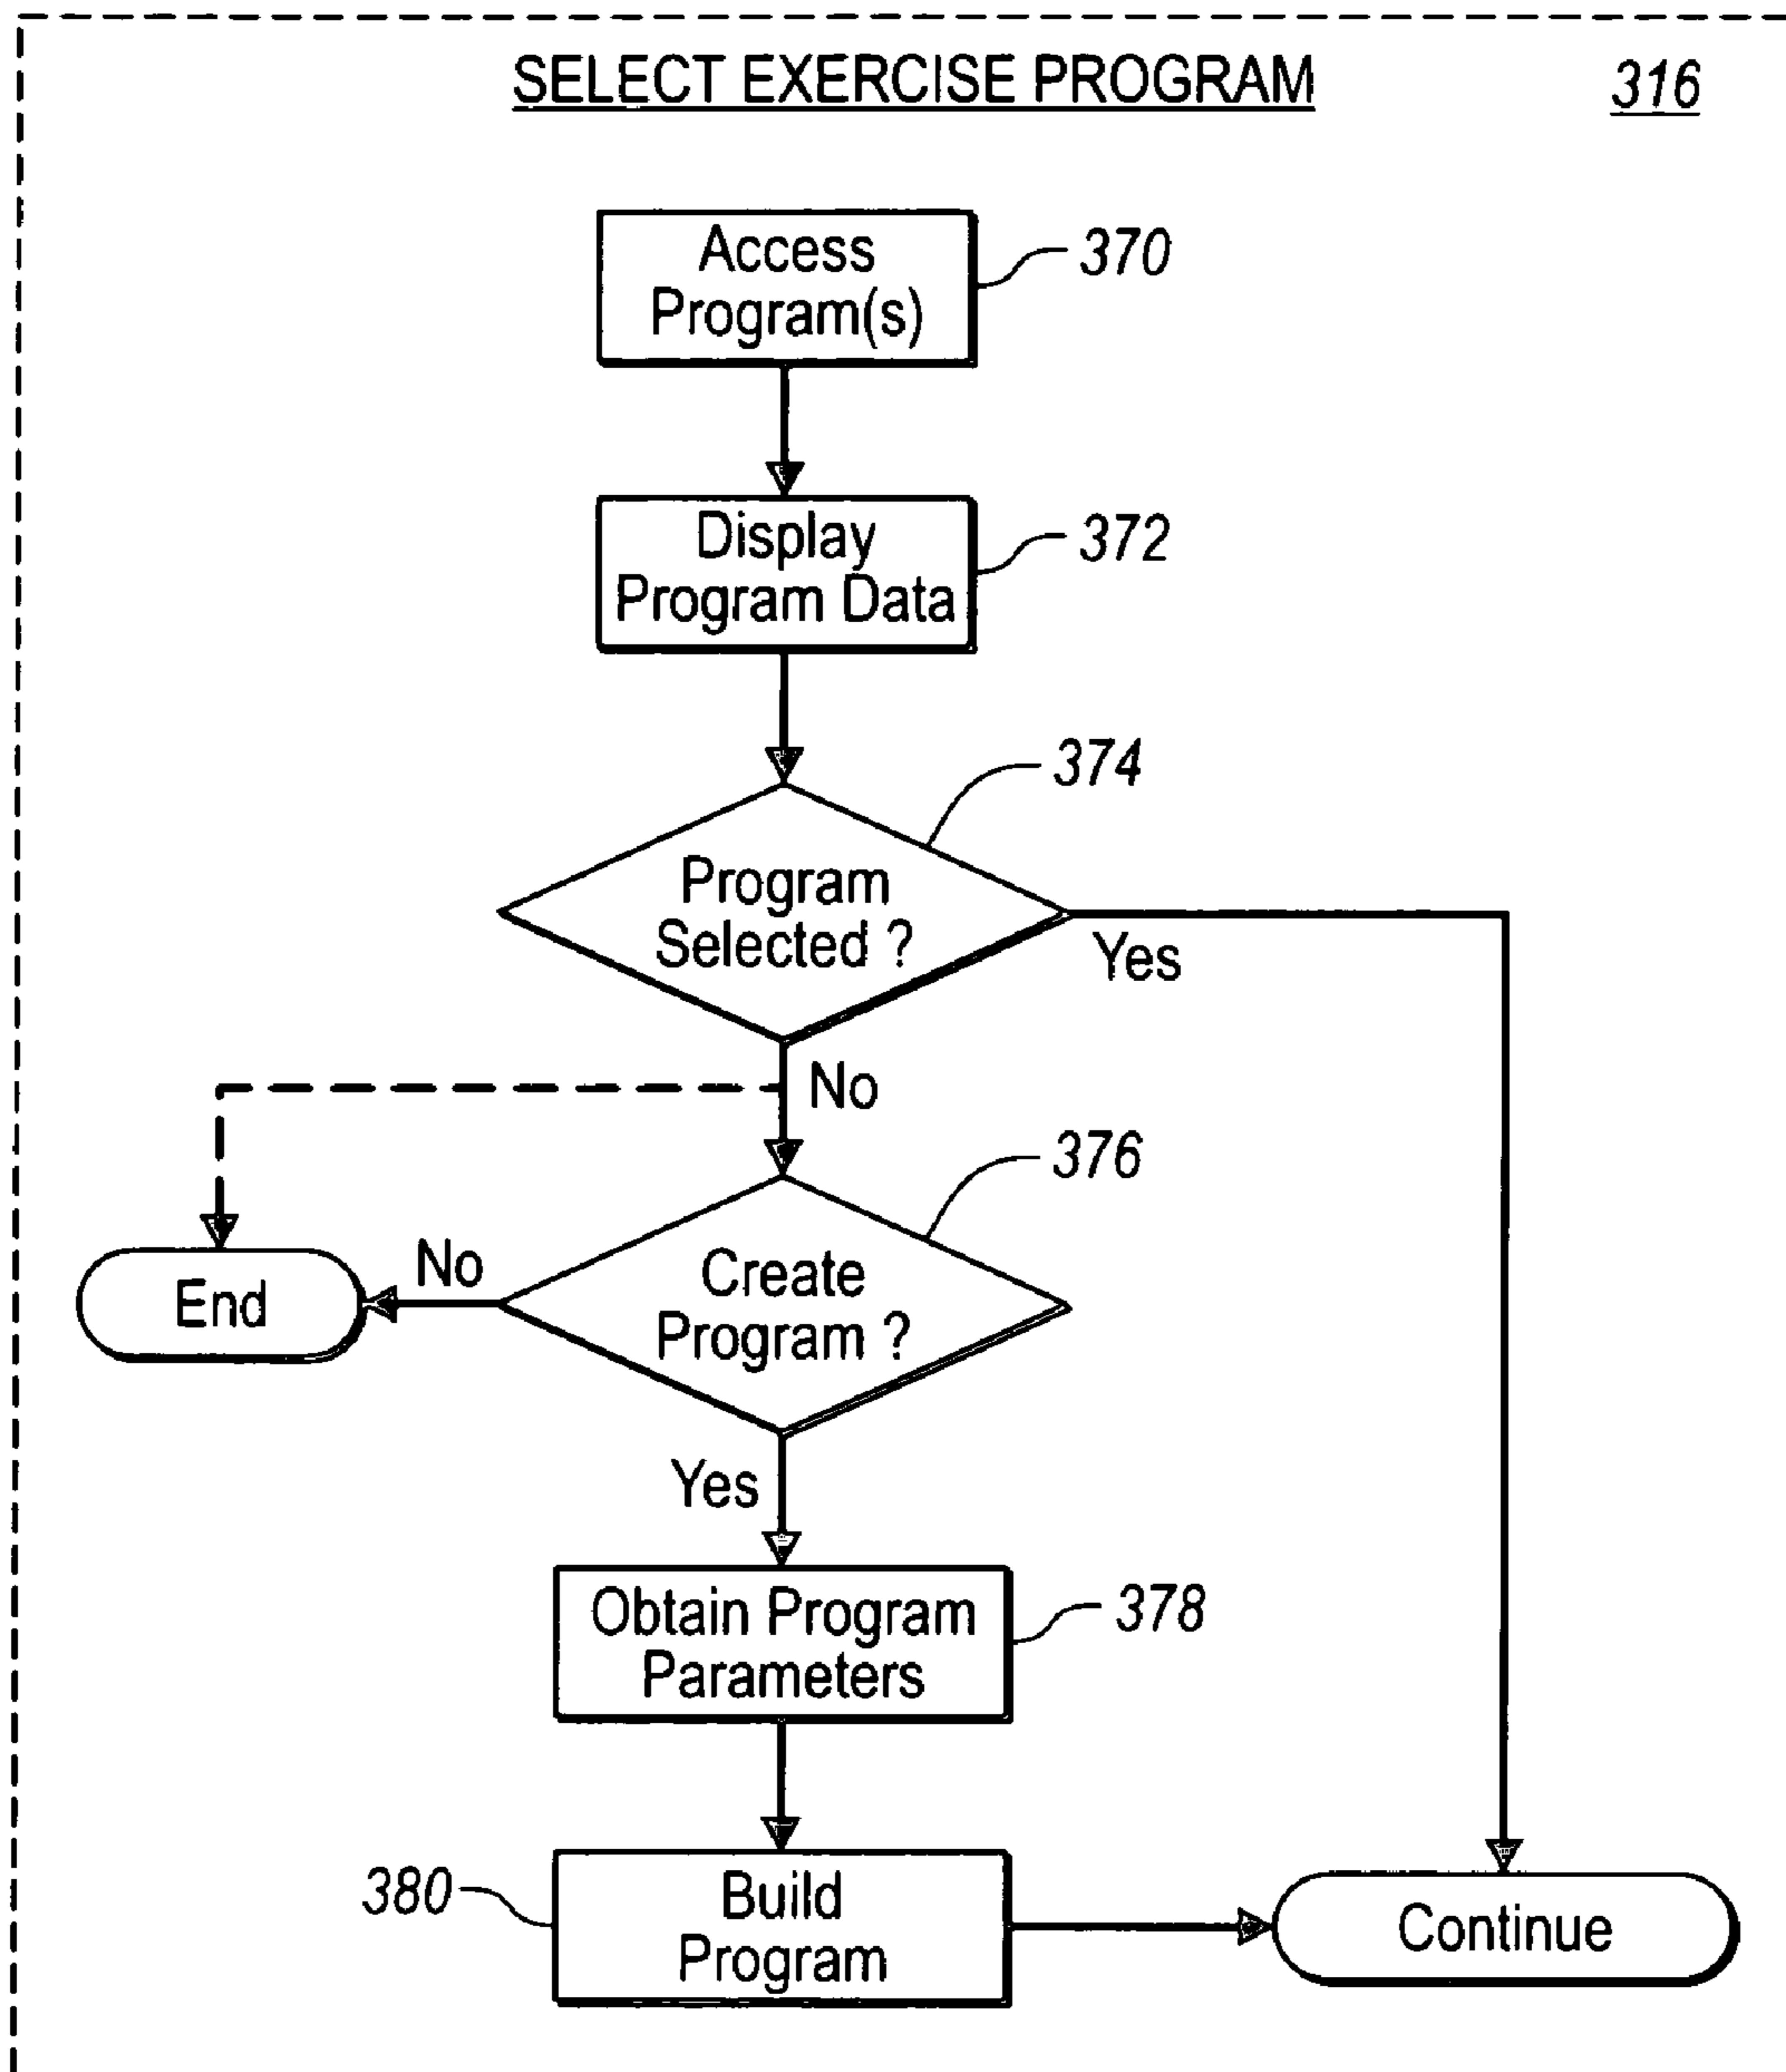 SELECT EXERCISE PROGRAM
316
Access
Program(s)
370
Display
Program Data
372
374
Program
Selected ?
Yes
No
376
No
End
Create
Program ?
Yes
Obtain Program
Parameters
378
380
Build
Program
Continue